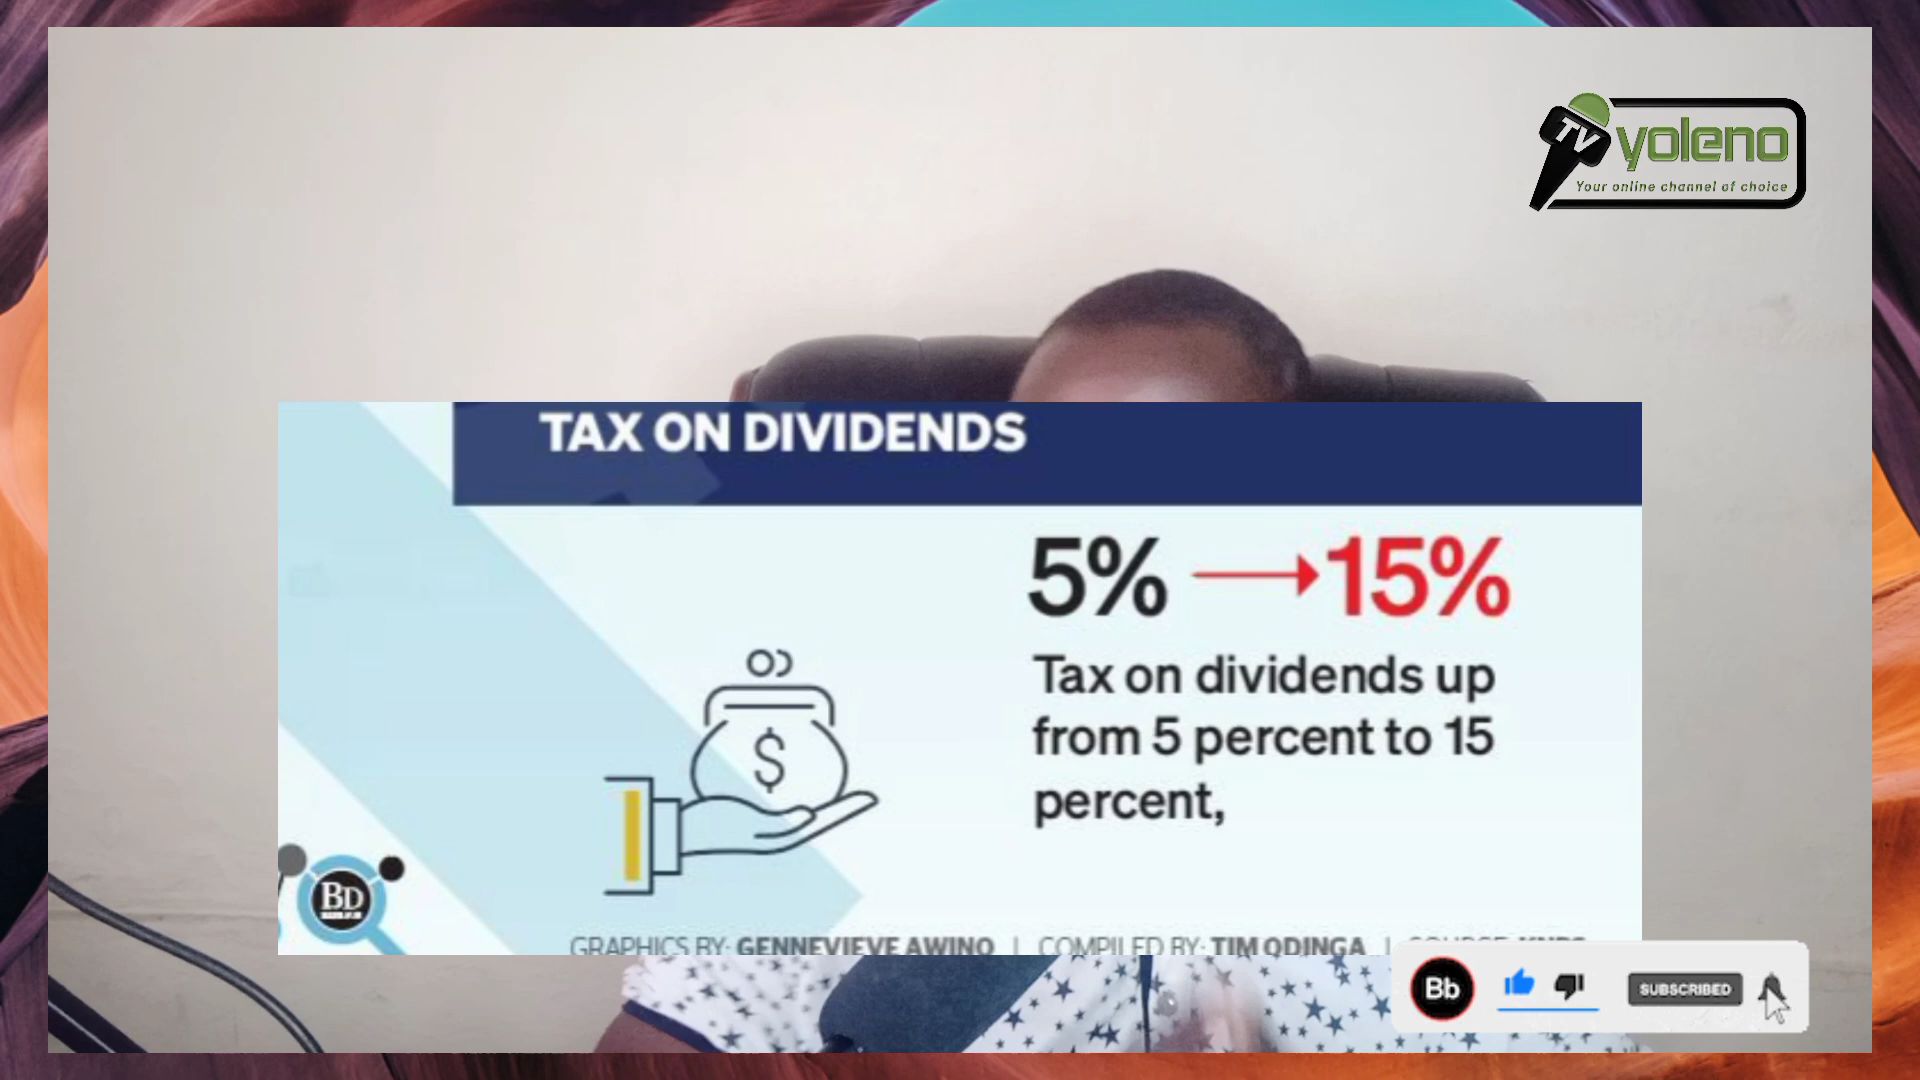 TV yoleno
Your online channel of choice
TAX ON DIVIDENDS
5% 15%
Tax on dividends up
from 5 percent to 15
percent,
$
BD
GRAPHICS BY: GENNEVIEVE AWINO | COMPILED BY: TIM ODINGA |
Bb SUBSCRIBED